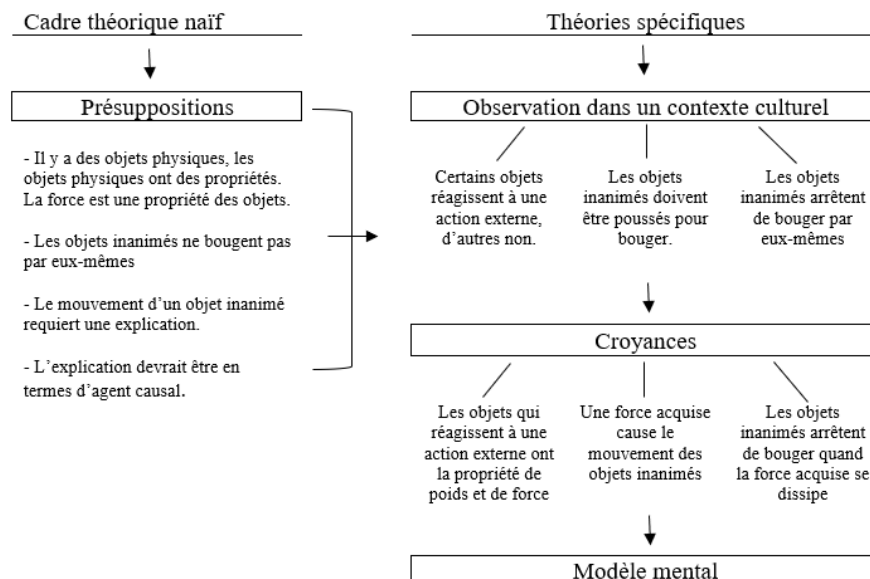 Cadre théorique naïf
Présuppositions
- Il y a des objets physiques, les
objets physiques ont des propriétés.
La force est une propriété des objets.
- Les objets inanimés ne bougent pas
par eux-mêmes
- Le mouvement d'un objet inanimé
requiert une explication.
- L'explication devrait être en
termes d'agent causal.
Théories spécifiques
Observation dans un contexte culturel
Certains objets
réagissent à une
action externe,
d'autres non.
Les objets
inanimés doivent
être poussés pour
bouger.
Les objets
inanimés arrêtent
de bouger par
eux-mêmes
Croyances
Les objets qui
réagissent à une
action externe ont
la propriété de
poids et de force
Une force acquise
cause le
mouvement des
objets inanimés
Les objets
inanimés arrêtent
de bouger quand
la force acquise se
dissipe
Modèle mental